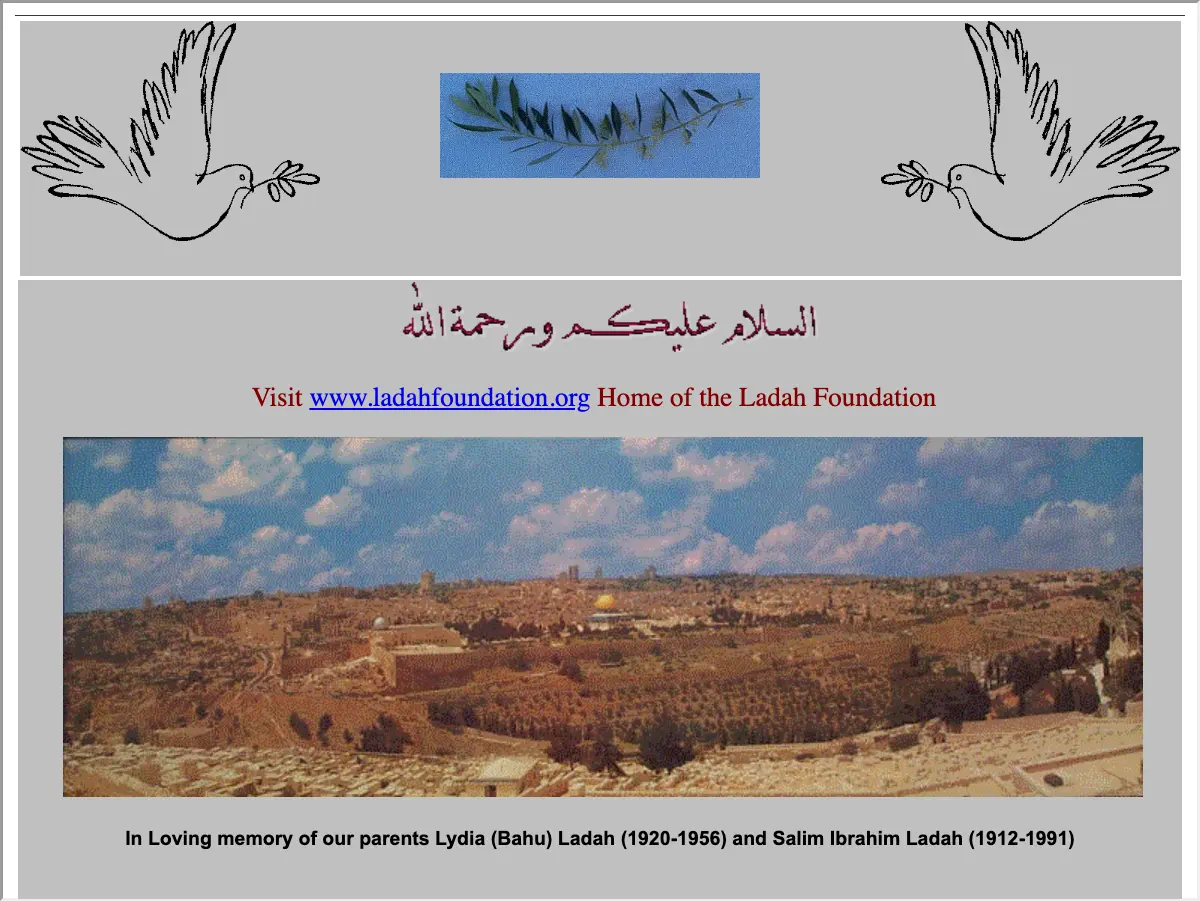 السلام عليكم ورحمة الله
Visit www.ladahfoundation.org Home of the Ladah Foundation
In Loving memory of our parents Lydia (Bahu) Ladah (1920-1956) and Salim Ibrahim Ladah (1912-1991)